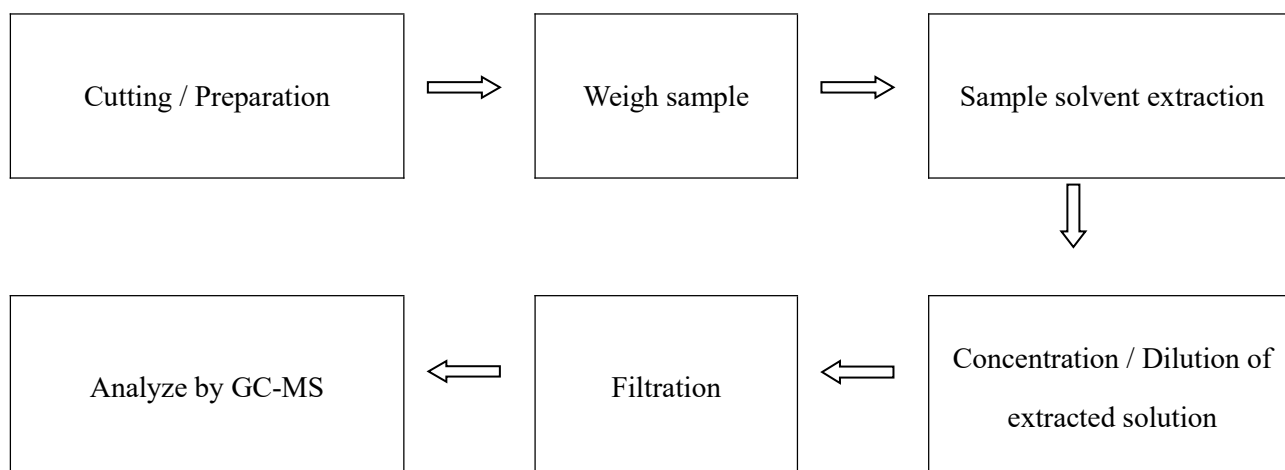 Cutting / Preparation
Weigh sample
Sample solvent extraction
Concentration / Dilution of
extracted solution
Filtration
Analyze by GC-MS